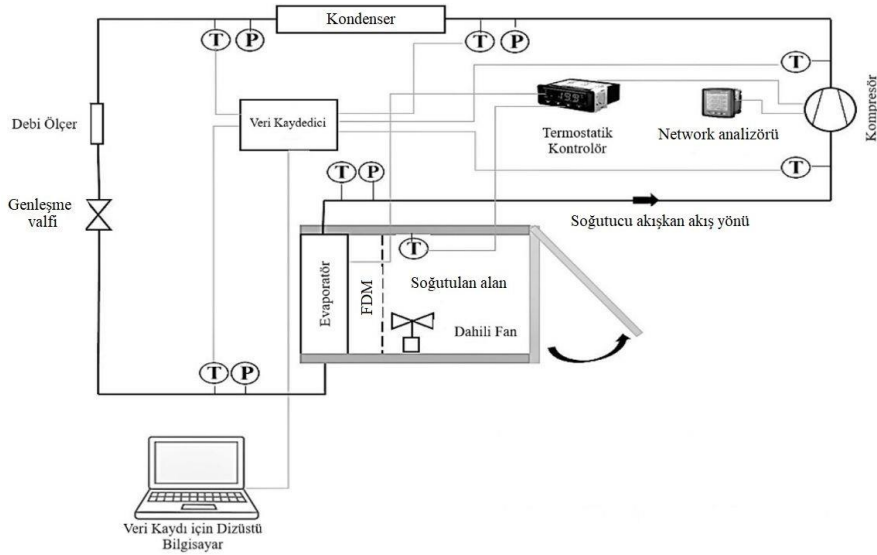 Kondenser
T
P
T
P
T
Kompresör
Debi Ölçer
Veri Kaydedici
Termostatik
Kontrolör
Network analizörü
T
T
P
Genleşme
valfi
Soğutucu akışkan akış yönü
T
Evaporatör
FDM
Soğutulan alan
Dahili Fan
T
P
Veri Kaydı için Dizüstü
Bilgisayar